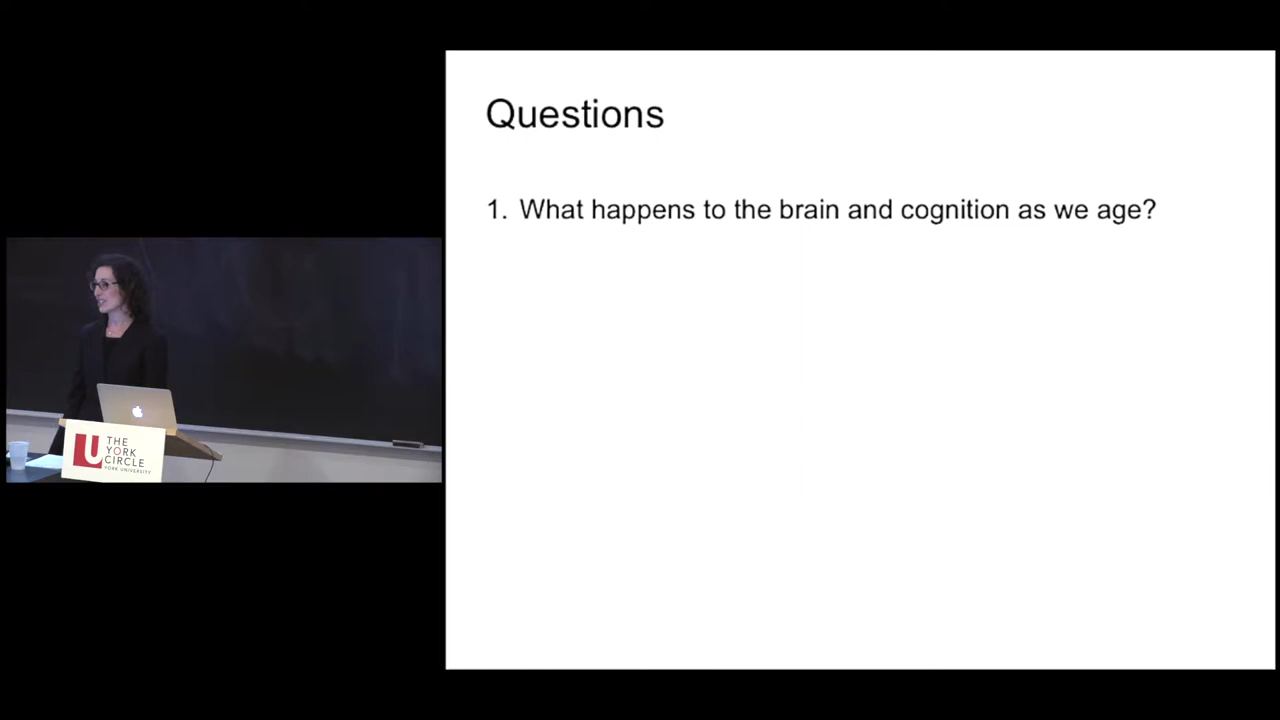 Questions
1. What happens to the brain and cognition as we age?
U
THE
YORK
CIRCLE
YORK UNIVERSITY